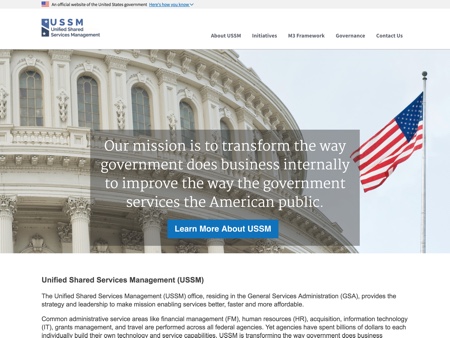 An official website of the United States government Here's how you know
USSM
Unified Shared
Services Management
About USSM Initiatives M3 Framework Governance Contact Us
Our mission is to transform the way
government does business internally
to improve the way the government
services the American public.
Learn More About USSM
Unified Shared Services Management (USSM)
The Unified Shared Services Management (USSM) office, residing in the General Services Administration (GSA), provides the
strategy and leadership to make mission enabling services better, faster and more affordable.
Common administrative service areas like financial management (FM), human resources (HR), acquisition, information technology
(IT), grants management, and travel are performed across all federal agencies. Yet agencies have spent billions of dollars to each
individually build their own technology and service capabilities. USSM is transforming the way government does business